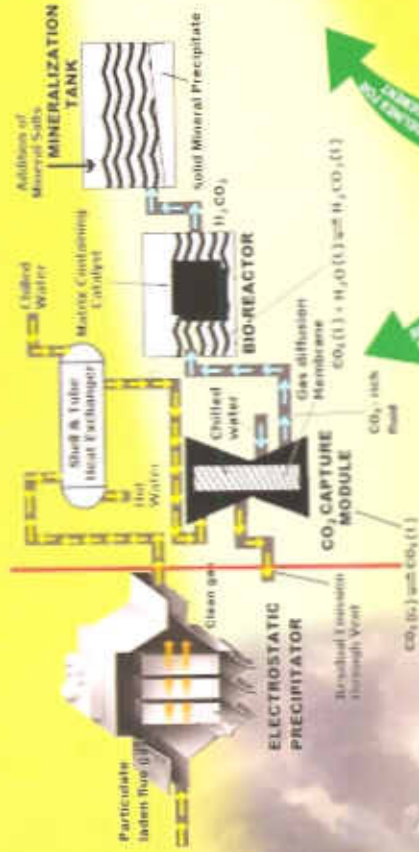 Particulate
laden flue gas
ELECTROSTATIC
PRECIPITATOR
Clean gas
Residual Emission
through Vent
Shell & Tube
Heat Exchanger
Hot Water
Chilled
Water
CO₂ CAPTURE
MODULE
Chilled
water
Gas diffusion
Membrane
CO₂ - rich
fluid
Matrix Containing
Catalyst
BIO-REACTOR
H₂CO₃
Addition of
Mineral Salts
MINERALIZATION
TANK
Solid Mineral Precipitate
CO₂(g) ⇌ CO₂(l)
CO₂(l) + H₂O(l) ⇌ H₂CO₃(l)